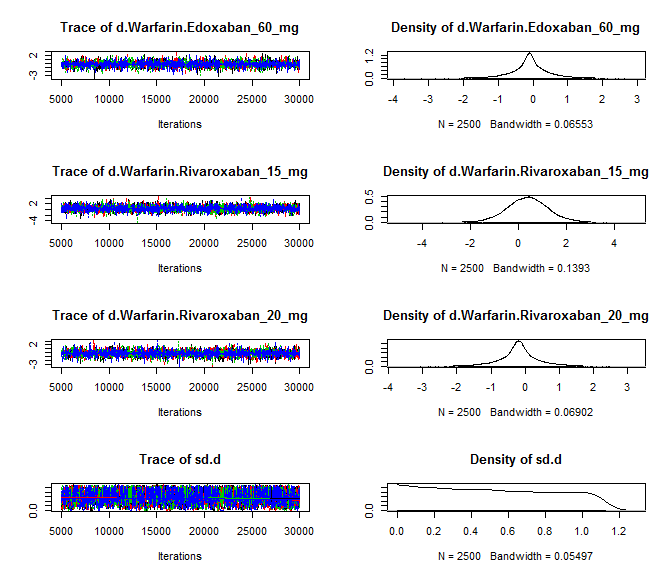 Trace of d.Warfarin.Edoxaban_60_mg
2
-3
5000 10000 15000 20000 25000 30000
Iterations
Density of d.Warfarin.Edoxaban_60_mg
1.2
0.0
-4 -3 -2 -1 0 1 2 3
N = 2500 Bandwidth = 0.06553
Trace of d.Warfarin.Rivaroxaban_15_mg
2
-4
5000 10000 15000 20000 25000 30000
Iterations
Density of d.Warfarin.Rivaroxaban_15_mg
0.5
0.0
-4 -2 0 2 4
N = 2500 Bandwidth = 0.1393
Trace of d.Warfarin.Rivaroxaban_20_mg
2
-3
5000 10000 15000 20000 25000 30000
Iterations
Density of d.Warfarin.Rivaroxaban_20_mg
0.0
-4 -3 -2 -1 0 1 2 3
N = 2500 Bandwidth = 0.06902
Trace of sd.d
0.0
5000 10000 15000 20000 25000 30000
Iterations
Density of sd.d
0.0
0.0 0.2 0.4 0.6 0.8 1.0 1.2
N = 2500 Bandwidth = 0.05497